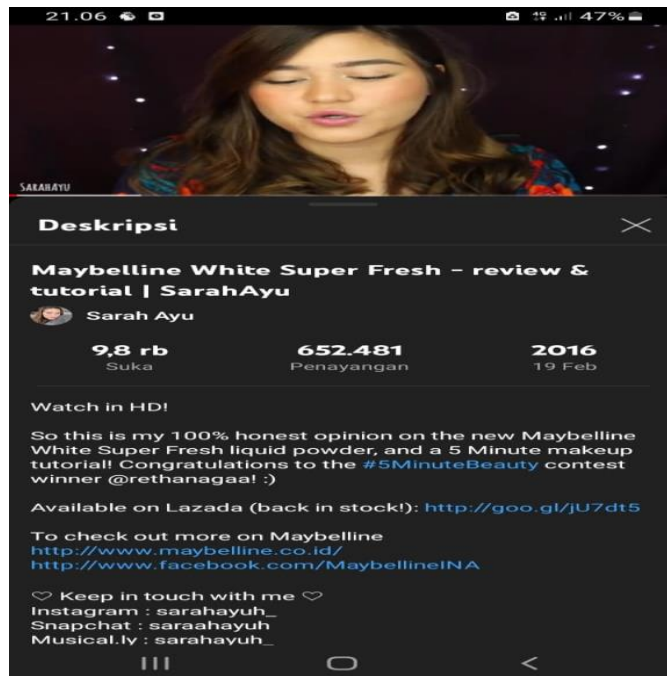 21.06
4G 47%
SARAHAYU
Deskripsi
Maybelline White Super Fresh – review &
tutorial | SarahAyu
Sarah Ayu
9,8 rb 652.481 2016
Suka Penayangan 19 Feb
Watch in HD!
So this is my 100% honest opinion on the new Maybelline
White Super Fresh liquid powder, and a 5 Minute makeup
tutorial! Congratulations to the #5MinuteBeauty contest
winner @rethanagaa! :)
Available on Lazada (back in stock!): http://goo.gl/jU7dt5
To check out more on Maybelline
http://www.maybelline.co.id/
http://www.facebook.com/MaybellineINA
♡ Keep in touch with me ♡
Instagram : sarahayuh_
Snapchat : saraahayuh
Musical.ly : sarahayuh_